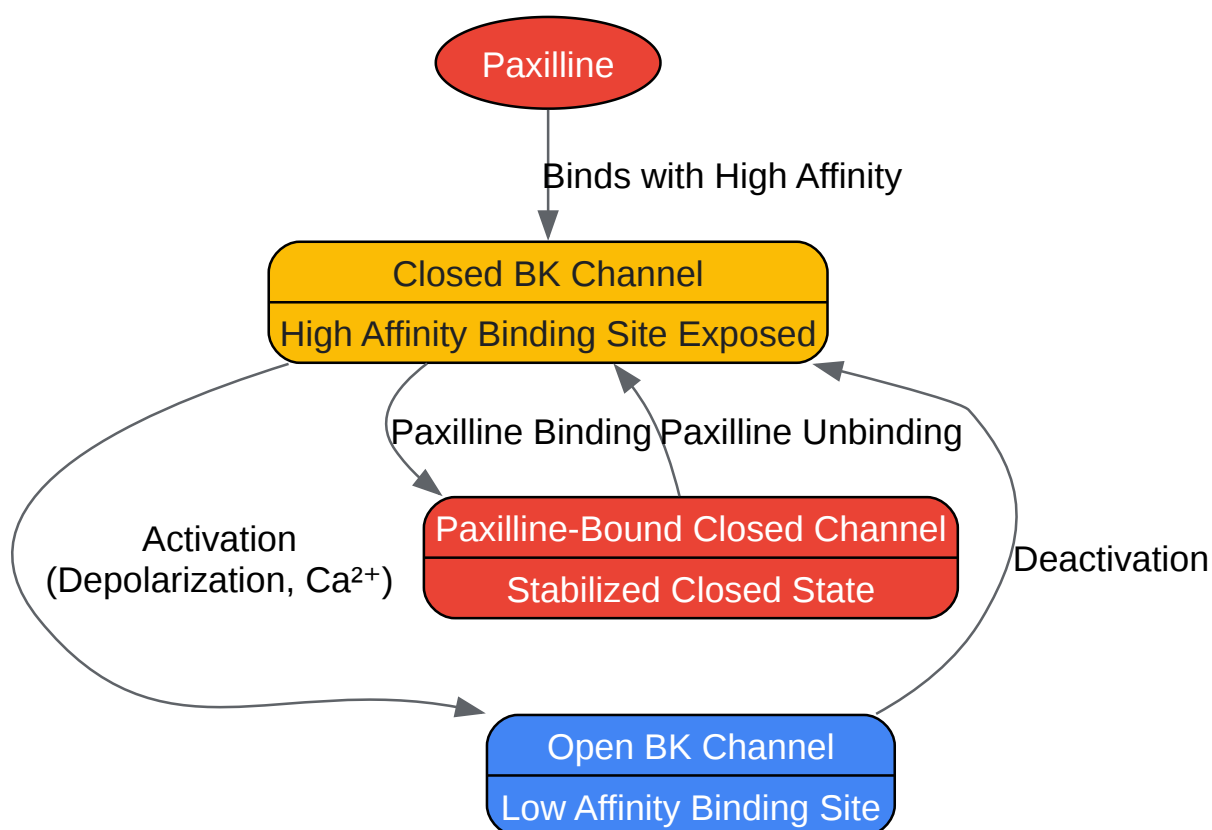 Paxilline
Binds with High Affinity
Closed BK Channel
High Affinity Binding Site Exposed
Paxilline Binding
Paxilline Unbinding
Paxilline-Bound Closed Channel
Stabilized Closed State
Activation
(Depolarization, Ca²⁺)
Deactivation
Open BK Channel
Low Affinity Binding Site